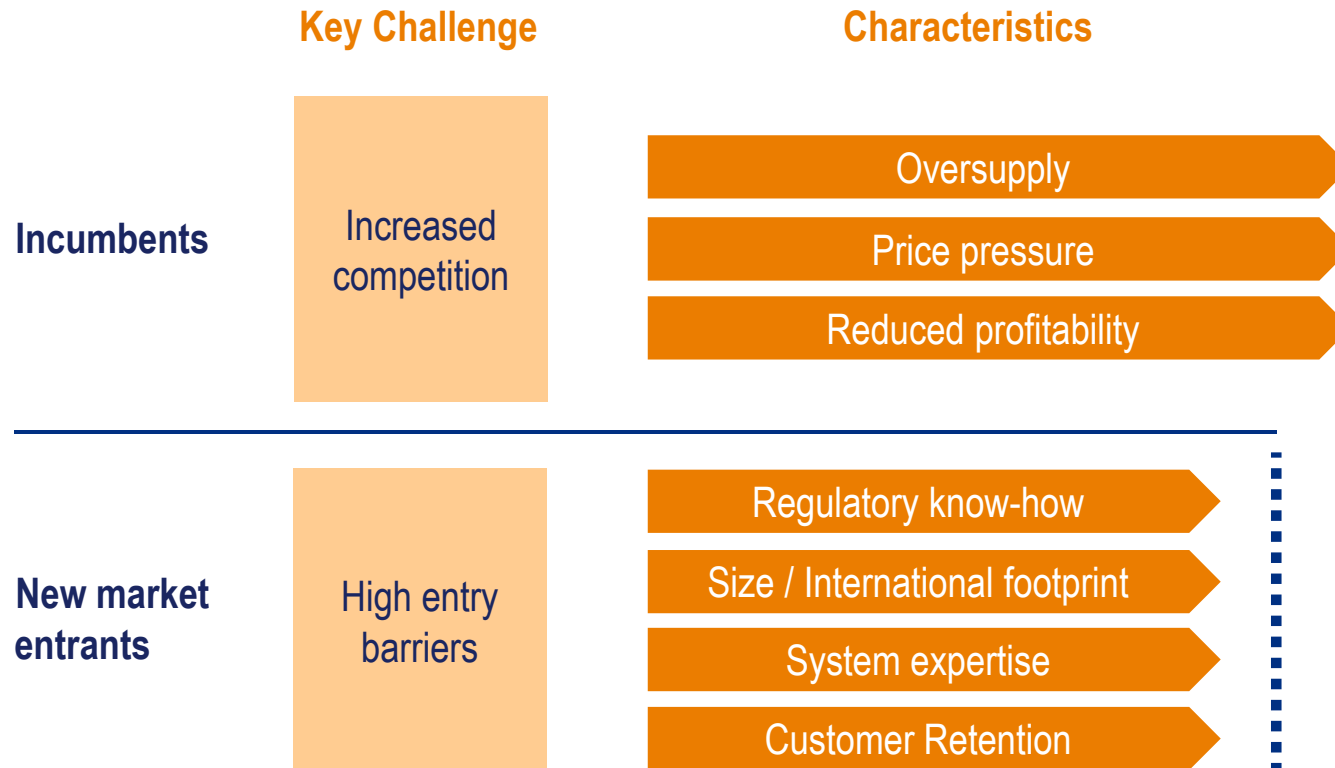 Key Challenge
Characteristics
Incumbents
Increased
competition
Oversupply
Price pressure
Reduced profitability
New market
entrants
High entry
barriers
Regulatory know-how
Size / International footprint
System expertise
Customer Retention